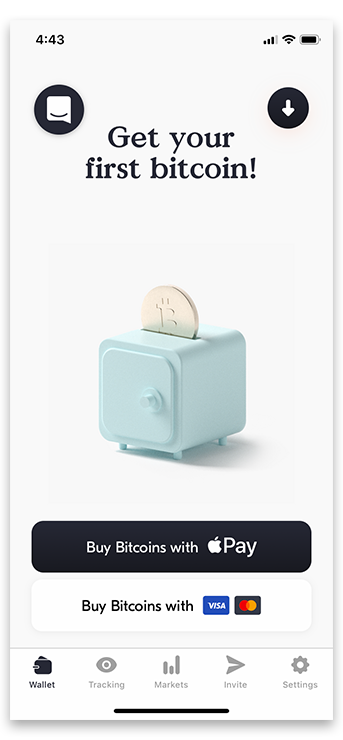 4:43
Get your
first bitcoin!
Buy Bitcoins with Pay
Buy Bitcoins with VISA
Wallet
Tracking
Markets
Invite
Settings